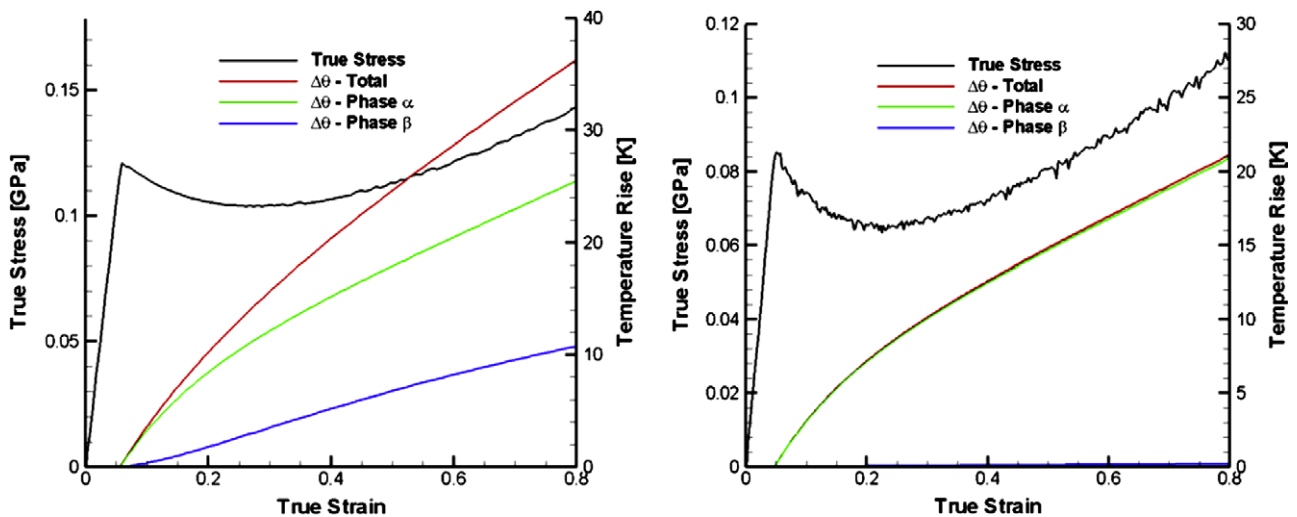 True Stress [GPa]
0.15
0.1
0.05
0
True Stress
Δθ - Total
Δθ - Phase α
Δθ - Phase β
40
30
20
10
0
Temperature Rise [K]
0 0.2 0.4 0.6 0.8
True Strain
True Stress [GPa]
0.12
0.1
0.08
0.06
0.04
0.02
0
True Stress
Δθ - Total
Δθ - Phase α
Δθ - Phase β
30
25
20
15
10
5
0
Temperature Rise [K]
0 0.2 0.4 0.6 0.8
True Strain